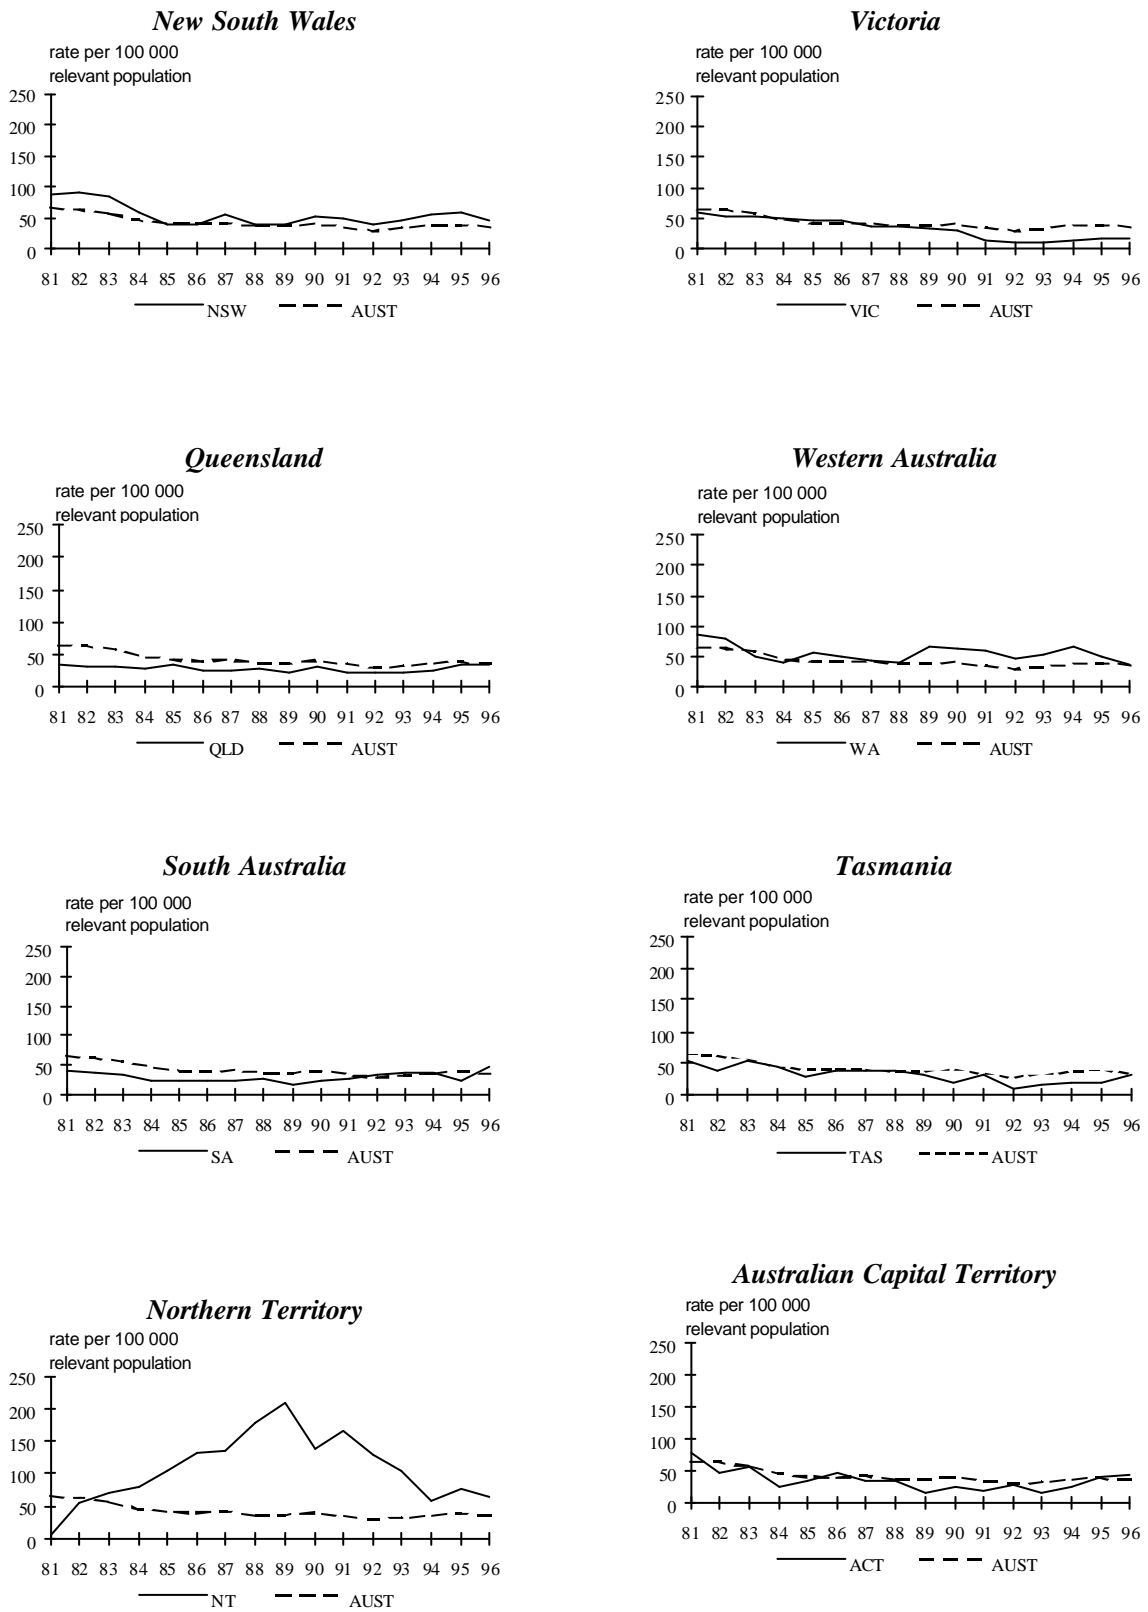 New South Wales
rate per 100 000
relevant population
250
200
150
100
50
0
81 82 83 84 85 86 87 88 89 90 91 92 93 94 95 96
NSW AUST
Victoria
rate per 100 000
relevant population
250
200
150
100
50
0
81 82 83 84 85 86 87 88 89 90 91 92 93 94 95 96
VIC AUST
Queensland
rate per 100 000
relevant population
250
200
150
100
50
0
81 82 83 84 85 86 87 88 89 90 91 92 93 94 95 96
QLD AUST
Western Australia
rate per 100 000
relevant population
250
200
150
100
50
0
81 82 83 84 85 86 87 88 89 90 91 92 93 94 95 96
WA AUST
South Australia
rate per 100 000
relevant population
250
200
150
100
50
0
81 82 83 84 85 86 87 88 89 90 91 92 93 94 95 96
SA AUST
Tasmania
rate per 100 000
relevant population
250
200
150
100
50
0
81 82 83 84 85 86 87 88 89 90 91 92 93 94 95 96
TAS AUST
Northern Territory
rate per 100 000
relevant population
250
200
150
100
50
0
81 82 83 84 85 86 87 88 89 90 91 92 93 94 95 96
NT AUST
Australian Capital Territory
rate per 100 000
relevant population
250
200
150
100
50
0
81 82 83 84 85 86 87 88 89 90 91 92 93 94 95 96
ACT AUST